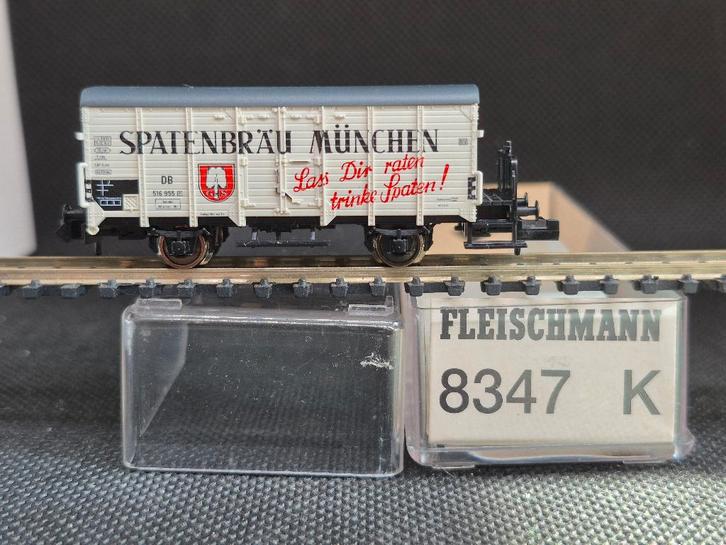 SPATENBRÄU MÜNCHEN
Lass Dir raten
trinke Spaten!
DB
516 955
FLEISCHMANN
8347 K